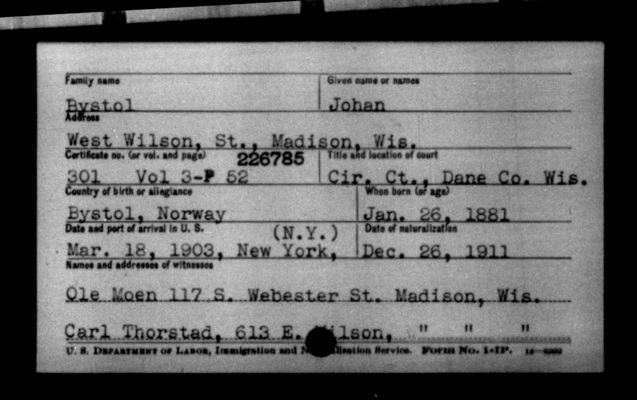 Family name Given name or names
Bystol Johan
Address
West Wilson, St., Madison, Wis.
Certificate no. (or vol. and page) 226785 Title and location of court
301 Vol 3-P 52 Cir. Ct., Dane Co. Wis.
Country of birth or allegiance When born (or age)
Bystol, Norway Jan. 26, 1881
Date and port of arrival in U. S. (N.Y.) Date of naturalization
Mar. 18, 1903, New York, Dec. 26, 1911
Names and addresses of witnesses
Ole Moen 117 S. Webester St. Madison, Wis.
Carl Thorstad, 613 E. Wilson, " " "
U. S. Department of Labor, Immigration and Naturalization Service. Form No. 1-IP.